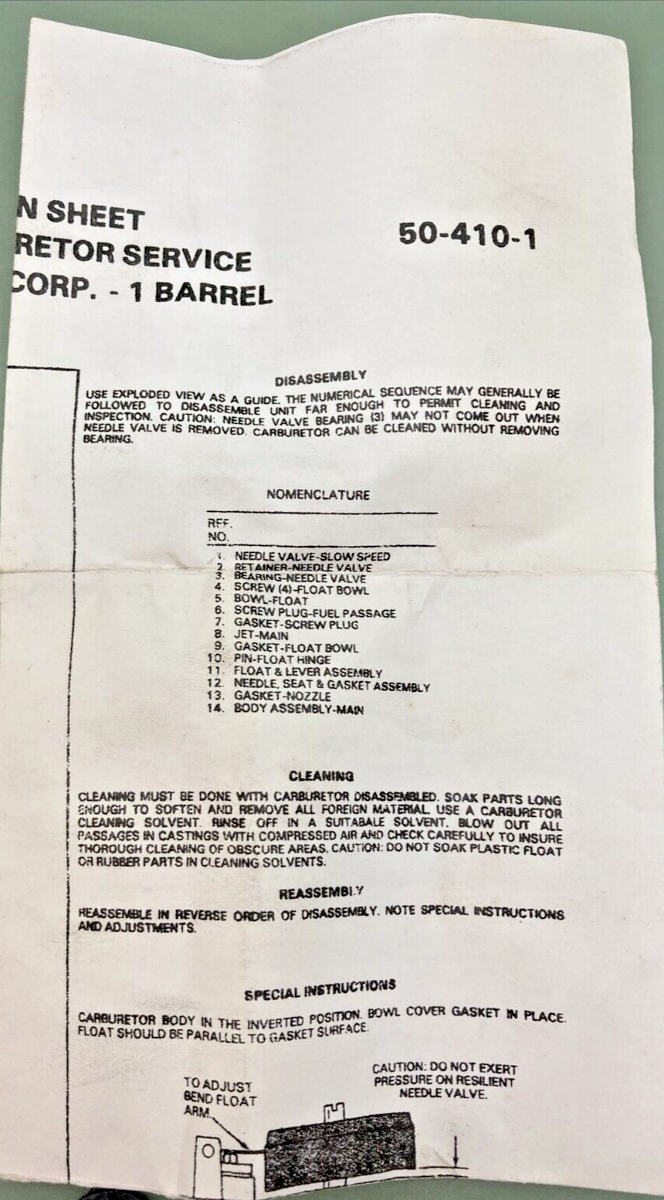 N SHEET
RETOR SERVICE
CORP. - 1 BARREL
50-410-1
DISASSEMBLY
USE EXPLODED VIEW AS A GUIDE. THE NUMERICAL SEQUENCE MAY GENERALLY BE
FOLLOWED TO DISASSEMBLE UNIT FAR ENOUGH TO PERMIT CLEANING AND
INSPECTION. CAUTION: NEEDLE VALVE BEARING (3) MAY NOT COME OUT WHEN
NEEDLE VALVE IS REMOVED. CARBURETOR CAN BE CLEANED WITHOUT REMOVING
BEARING.
NOMENCLATURE
REF.
NO.
1. NEEDLE VALVE-SLOW SPEED
2. RETAINER-NEEDLE VALVE
3. BEARING-NEEDLE VALVE
4. SCREW (4)-FLOAT BOWL
5. BOWL-FLOAT
6. SCREW PLUG-FUEL PASSAGE
7. GASKET-SCREW PLUG
8. JET-MAIN
9. GASKET-FLOAT BOWL
10. PIN-FLOAT HINGE
11. FLOAT & LEVER ASSEMBLY
12. NEEDLE, SEAT & GASKET ASSEMBLY
13. GASKET-NOZZLE
14. BODY ASSEMBLY-MAIN
CLEANING
CLEANING MUST BE DONE WITH CARBURETOR DISASSEMBLED. SOAK PARTS LONG
ENOUGH TO SOFTEN AND REMOVE ALL FOREIGN MATERIAL. USE A CARBURETOR
CLEANING SOLVENT. RINSE OFF IN A SUITABALE SOLVENT. BLOW OUT ALL
PASSAGES IN CASTINGS WITH COMPRESSED AIR AND CHECK CAREFULLY TO INSURE
THOROUGH CLEANING OF OBSCURE AREAS. CAUTION: DO NOT SOAK PLASTIC FLOAT
OR RUBBER PARTS IN CLEANING SOLVENTS.
REASSEMBLY
REASSEMBLE IN REVERSE ORDER OF DISASSEMBLY. NOTE SPECIAL INSTRUCTIONS
AND ADJUSTMENTS.
SPECIAL INSTRUCTIONS
CARBURETOR BODY IN THE INVERTED POSITION. BOWL COVER GASKET IN PLACE.
FLOAT SHOULD BE PARALLEL TO GASKET SURFACE.
TO ADJUST
BEND FLOAT
ARM.
CAUTION: DO NOT EXERT
PRESSURE ON RESILIENT
NEEDLE VALVE.